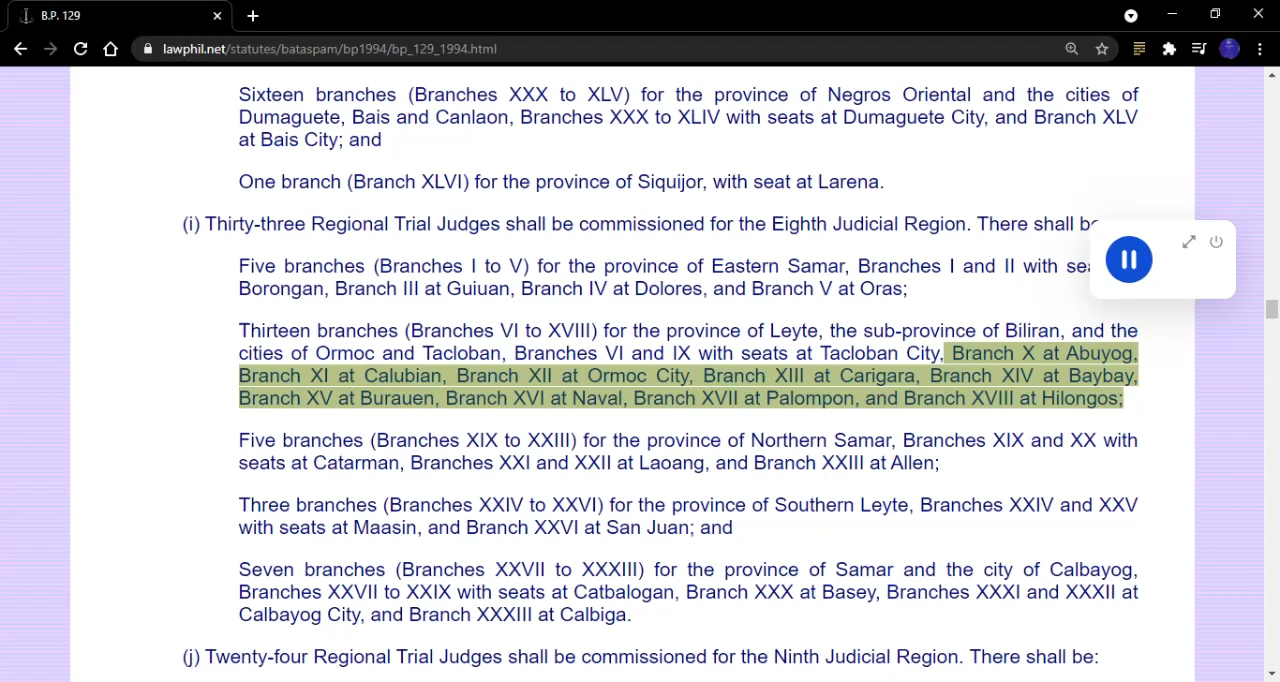 B.P. 129
lawphil.net/statutes/bataspam/bp1994/bp_129_1994.html
Sixteen branches (Branches XXX to XLV) for the province of Negros Oriental and the cities of
Dumaguete, Bais and Canlaon, Branches XXX to XLIV with seats at Dumaguete City, and Branch XLV
at Bais City; and
One branch (Branch XLVI) for the province of Siquijor, with seat at Larena.
(i) Thirty-three Regional Trial Judges shall be commissioned for the Eighth Judicial Region. There shall be
Five branches (Branches I to V) for the province of Eastern Samar, Branches I and II with
Borongan, Branch III at Guiuan, Branch IV at Dolores, and Branch V at Oras;
Thirteen branches (Branches VI to XVIII) for the province of Leyte, the sub-province of Biliran, and the
cities of Ormoc and Tacloban, Branches VI and IX with seats at Tacloban City, Branch X at Abuyog,
Branch XI at Calubian, Branch XII at Ormoc City, Branch XIII at Carigara, Branch XIV at Baybay,
Branch XV at Burauen, Branch XVI at Naval, Branch XVII at Palompon, and Branch XVIII at Hilongos;
Five branches (Branches XIX to XXIII) for the province of Northern Samar, Branches XIX and XX with
seats at Catarman, Branches XXI and XXII at Laoang, and Branch XXIII at Allen;
Three branches (Branches XXIV to XXVI) for the province of Southern Leyte, Branches XXIV and XXV
with seats at Maasin, and Branch XXVI at San Juan; and
Seven branches (Branches XXVII to XXXIII) for the province of Samar and the city of Calbayog,
Branches XXVII to XXIX with seats at Catbalogan, Branch XXX at Basey, Branches XXXI and XXXII at
Calbayog City, and Branch XXXIII at Calbiga.
(j) Twenty-four Regional Trial Judges shall be commissioned for the Ninth Judicial Region. There shall be: